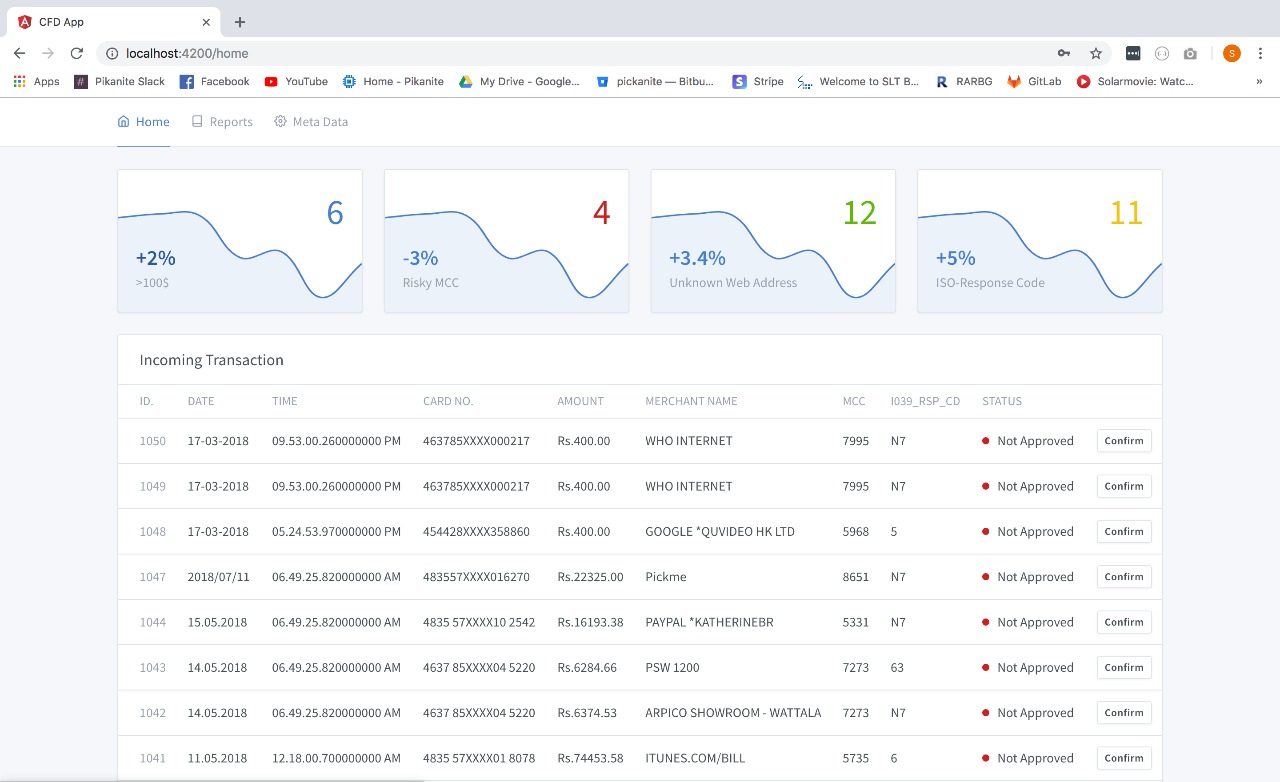 CFD App
localhost:4200/home
S
Apps # Pikanite Slack Facebook YouTube Home - Pikanite My Drive - Google... pickanite — Bitbu... Stripe Welcome to SLT B... RARBG GitLab Solarmovie: Watc... »
Home Reports Meta Data
6 4 12 11
+2% -3% +3.4% +5%
>100$ Risky MCC Unknown Web Address ISO-Response Code
Incoming Transaction
ID. DATE TIME CARD NO. AMOUNT MERCHANT NAME MCC I039_RSP_CD STATUS
1050 17-03-2018 09.53.00.260000000 PM 463785XXXX000217 Rs.400.00 WHO INTERNET 7995 N7 Not Approved Confirm
1049 17-03-2018 09.53.00.260000000 PM 463785XXXX000217 Rs.400.00 WHO INTERNET 7995 N7 Not Approved Confirm
1048 17-03-2018 05.24.53.970000000 PM 454428XXXX358860 Rs.400.00 GOOGLE *QUVIDEO HK LTD 5968 5 Not Approved Confirm
1047 2018/07/11 06.49.25.820000000 AM 483557XXXX016270 Rs.22325.00 Pickme 8651 N7 Not Approved Confirm
1044 15.05.2018 06.49.25.820000000 AM 4835 57XXXX10 2542 Rs.16193.38 PAYPAL *KATHERINEBR 5331 N7 Not Approved Confirm
1043 14.05.2018 06.49.25.820000000 AM 4637 85XXXX04 5220 Rs.6284.66 PSW 1200 7273 63 Not Approved Confirm
1042 14.05.2018 06.49.25.820000000 AM 4637 85XXXX04 5220 Rs.6374.53 ARPICO SHOWROOM - WATTALA 7273 N7 Not Approved Confirm
1041 11.05.2018 12.18.00.700000000 AM 4835 57XXXX01 8078 Rs.74453.58 ITUNES.COM/BILL 5735 6 Not Approved Confirm